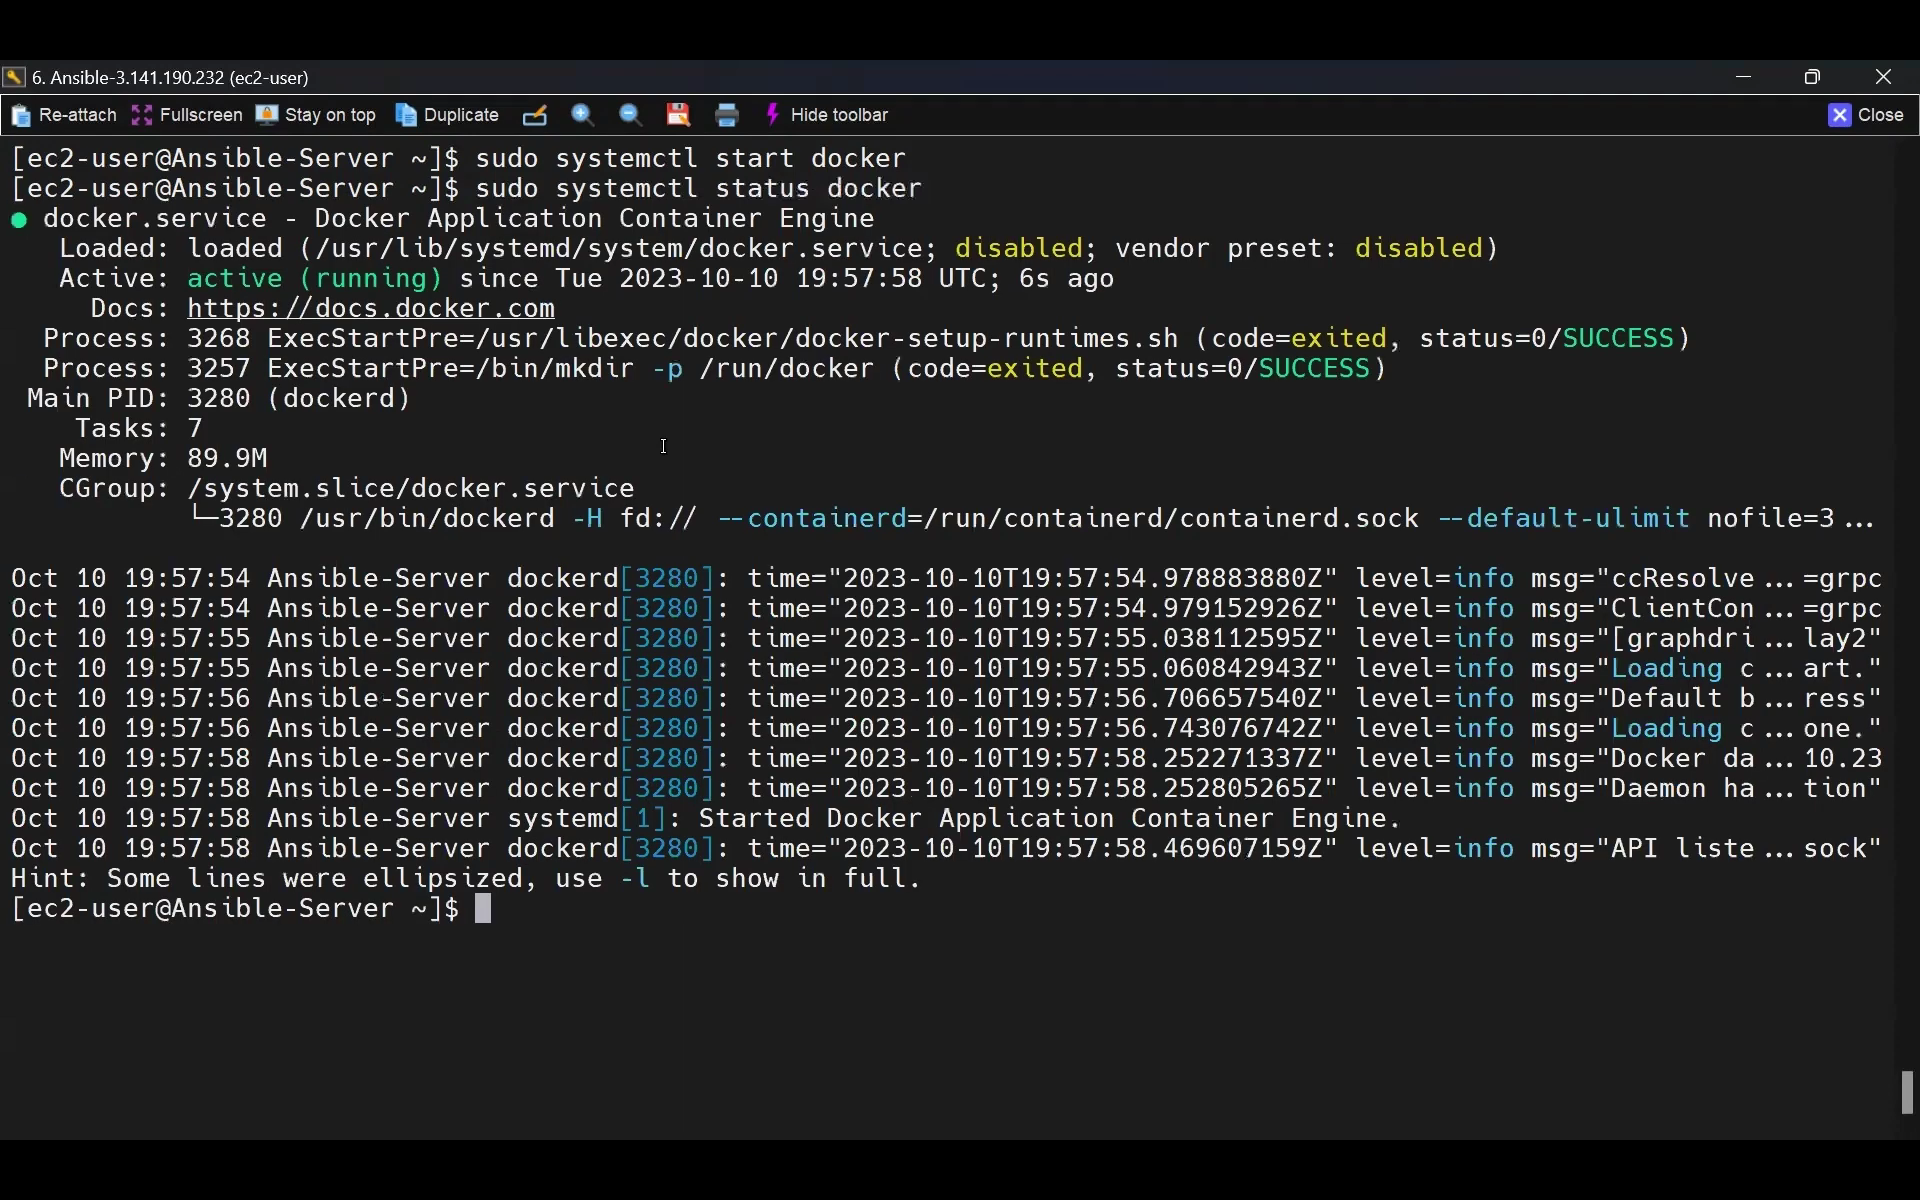 6. Ansible-3.141.190.232 (ec2-user)
Re-attach Fullscreen Stay on top Duplicate Hide toolbar Close
[ec2-user@Ansible-Server ~]$ sudo systemctl start docker
[ec2-user@Ansible-Server ~]$ sudo systemctl status docker
● docker.service - Docker Application Container Engine
Loaded: loaded (/usr/lib/systemd/system/docker.service; disabled; vendor preset: disabled)
Active: active (running) since Tue 2023-10-10 19:57:58 UTC; 6s ago
Docs: https://docs.docker.com
Process: 3268 ExecStartPre=/usr/libexec/docker/docker-setup-runtimes.sh (code=exited, status=0/SUCCESS)
Process: 3257 ExecStartPre=/bin/mkdir -p /run/docker (code=exited, status=0/SUCCESS)
Main PID: 3280 (dockerd)
Tasks: 7
Memory: 89.9M
CGroup: /system.slice/docker.service
└─3280 /usr/bin/dockerd -H fd:// --containerd=/run/containerd/containerd.sock --default-ulimit nofile=3...
Oct 10 19:57:54 Ansible-Server dockerd[3280]: time="2023-10-10T19:57:54.978883880Z" level=info msg="ccResolve...=grpc
Oct 10 19:57:54 Ansible-Server dockerd[3280]: time="2023-10-10T19:57:54.979152926Z" level=info msg="ClientCon...=grpc
Oct 10 19:57:55 Ansible-Server dockerd[3280]: time="2023-10-10T19:57:55.038112595Z" level=info msg="[graphdri...lay2"
Oct 10 19:57:55 Ansible-Server dockerd[3280]: time="2023-10-10T19:57:55.060842943Z" level=info msg="Loading c...art."
Oct 10 19:57:56 Ansible-Server dockerd[3280]: time="2023-10-10T19:57:56.706657540Z" level=info msg="Default b...ress"
Oct 10 19:57:56 Ansible-Server dockerd[3280]: time="2023-10-10T19:57:56.743076742Z" level=info msg="Loading c...one."
Oct 10 19:57:58 Ansible-Server dockerd[3280]: time="2023-10-10T19:57:58.252271337Z" level=info msg="Docker da...10.23
Oct 10 19:57:58 Ansible-Server dockerd[3280]: time="2023-10-10T19:57:58.252805265Z" level=info msg="Daemon ha...tion"
Oct 10 19:57:58 Ansible-Server systemd[1]: Started Docker Application Container Engine.
Oct 10 19:57:58 Ansible-Server dockerd[3280]: time="2023-10-10T19:57:58.469607159Z" level=info msg="API liste...sock"
Hint: Some lines were ellipsized, use -l to show in full.
[ec2-user@Ansible-Server ~]$